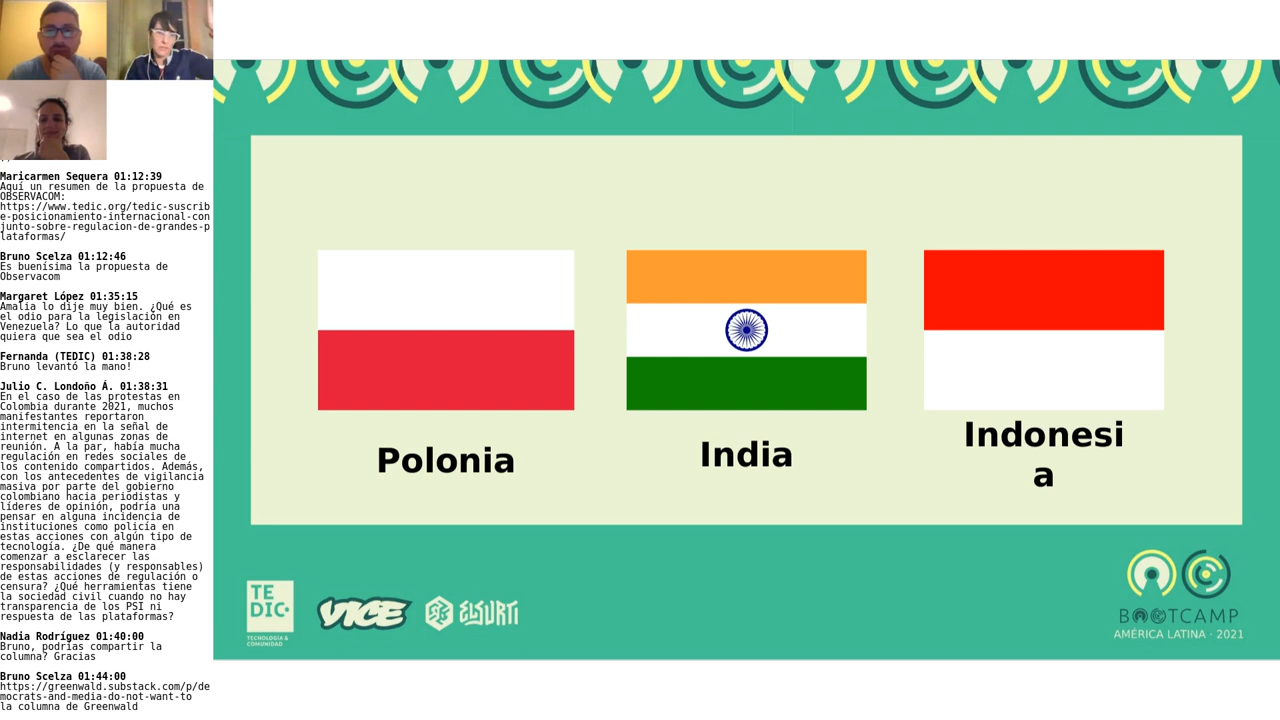 Maricarmen Sequera 01:12:39
Aquí un resumen de la propuesta de
OBSERVACOM:
https://www.tedic.org/tedic-suscrib
e-posicionamiento-internacional-con
junto-sobre-regulacion-de-grandes-p
lataformas/
Bruno Scelza 01:12:46
Es buenísima la propuesta de
Observacom
Margaret López 01:35:15
Amalia lo dije muy bien. ¿Qué es
el odio para la legislación en
Venezuela? Lo que la autoridad
quiera que sea el odio
Fernanda (TEDIC) 01:38:28
Bruno levantó la mano!
Julio C. Londoño Á. 01:38:31
En el caso de las protestas en
Colombia durante 2021, muchos
manifestantes reportaron
intermitencia en la señal de
internet en algunas zonas de
reunión. A la par, había mucha
regulación en redes sociales de
los contenido compartidos. Además,
con los antecedentes de vigilancia
masiva por parte del gobierno
colombiano hacia periodistas y
líderes de opinión, podría una
pensar en alguna incidencia de
instituciones como policía en
estas acciones con algún tipo de
tecnología. ¿De qué manera
comenzar a esclarecer las
responsabilidades (y responsables)
de estas acciones de regulación o
censura? ¿Qué herramientas tiene
la sociedad civil cuando no hay
transparencia de los PSI ni
respuesta de las plataformas?
Nadia Rodríguez 01:40:00
Bruno, podrías compartir la
columna? Gracias
Bruno Scelza 01:44:00
https://greenwald.substack.com/p/de
mocrats-and-media-do-not-want-to
la columna de Greenwald
Polonia
India
Indonesi
a
TE
DIC
TECNOLOGÍA &
COMUNIDAD
VICE
ELSURTI
BOOTCAMP
AMÉRICA LATINA · 2021